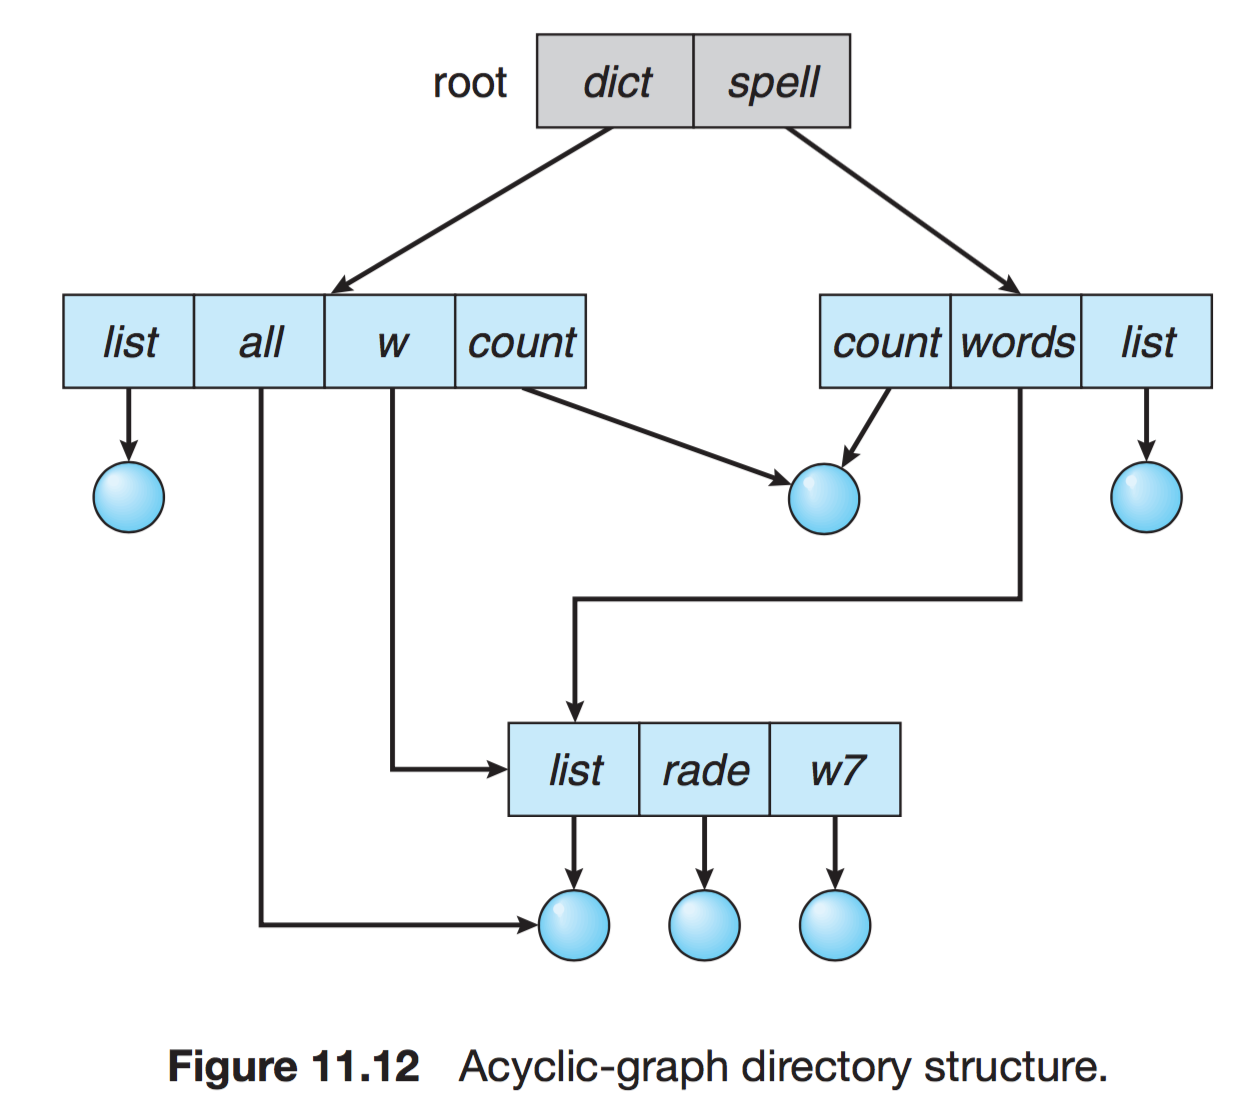 root dict spell
list all w count count words list
list rade w7
Figure 11.12 Acyclic-graph directory structure.